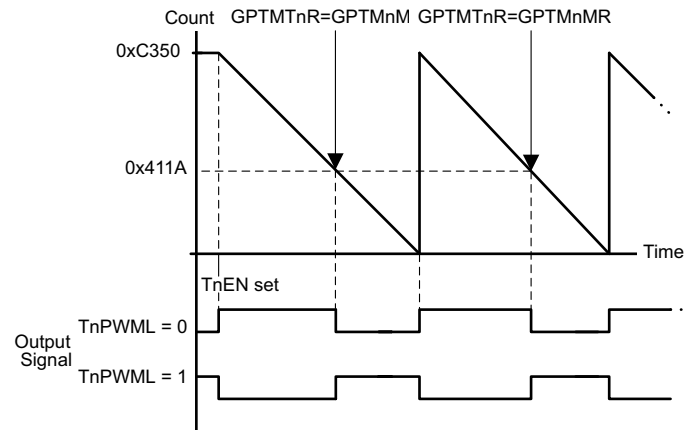 Count GPTMTnR=GPTMnM GPTMTnR=GPTMnMR
0xC350
0x411A
Time
TnEN set
TnPWML = 0
Output
Signal
TnPWML = 1